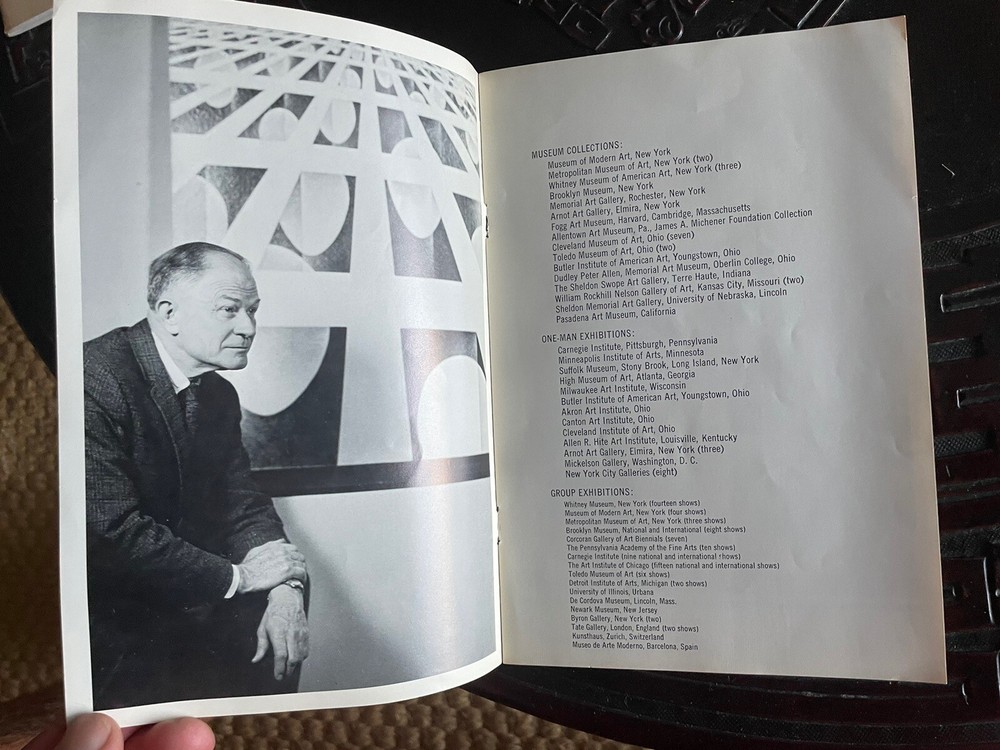 MUSEUM COLLECTIONS:
Museum of Modern Art, New York
Metropolitan Museum of Art, New York (two)
Whitney Museum of American Art, New York (three)
Brooklyn Museum, New York
Memorial Art Gallery, Rochester, New York
Arnot Art Gallery, Elmira, New York
Fogg Art Museum, Harvard, Cambridge, Massachusetts
Allentown Art Museum, Pa., James A. Michener Foundation Collection
Cleveland Museum of Art, Ohio (seven)
Toledo Museum of Art, Ohio (two)
Butler Institute of American Art, Youngstown, Ohio
Dudley Peter Allen, Memorial Art Museum, Oberlin College, Ohio
The Sheldon Swope Art Gallery, Terre Haute, Indiana
William Rockhill Nelson Gallery of Art, Kansas City, Missouri (two)
Sheldon Memorial Art Gallery, University of Nebraska, Lincoln
Pasadena Art Museum, California
ONE-MAN EXHIBITIONS:
Carnegie Institute, Pittsburgh, Pennsylvania
Minneapolis Institute of Arts, Minnesota
Suffolk Museum, Stony Brook, Long Island, New York
High Museum of Art, Atlanta, Georgia
Milwaukee Art Institute, Wisconsin
Butler Institute of American Art, Youngstown, Ohio
Akron Art Institute, Ohio
Canton Art Institute, Ohio
Cleveland Institute of Art, Ohio
Allen R. Hite Art Institute, Louisville, Kentucky
Arnot Art Gallery, Elmira, New York (three)
Mickelson Gallery, Washington, D. C.
New York City Galleries (eight)
GROUP EXHIBITIONS:
Whitney Museum, New York (fourteen shows)
Museum of Modern Art, New York (four shows)
Metropolitan Museum of Art, New York (three shows)
Brooklyn Museum, National and International (eight shows)
Corcoran Gallery of Art Biennials (seven)
The Pennsylvania Academy of the Fine Arts (ten shows)
Carnegie Institute (nine national and international shows)
The Art Institute of Chicago (fifteen national and international shows)
Toledo Museum of Art (six shows)
Detroit Institute of Arts, Michigan (two shows)
University of Illinois, Urbana
De Cordova Museum, Lincoln, Mass.
Newark Museum, New Jersey
Byron Gallery, New York (two)
Tate Gallery, London, England (two shows)
Kunsthaus, Zurich, Switzerland
Museo de Arte Moderno, Barcelona, Spain